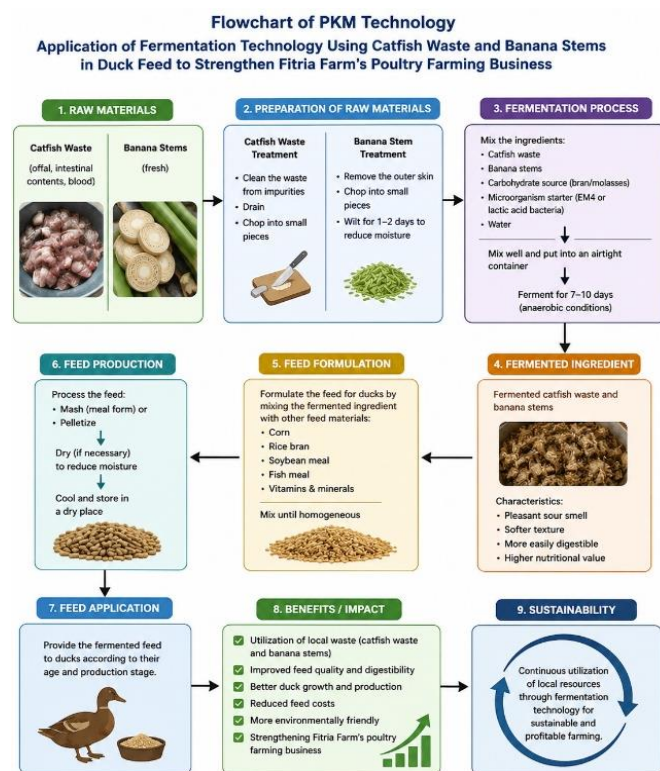 Flowchart of PKM Technology
Application of Fermentation Technology Using Catfish Waste and Banana Stems
in Duck Feed to Strengthen Fitria Farm's Poultry Farming Business
1. RAW MATERIALS
Catfish Waste
(offal, intestinal
contents, blood)
Banana Stems
(fresh)
2. PREPARATION OF RAW MATERIALS
Catfish Waste
Treatment
• Clean the waste
from impurities
• Drain
• Chop into small
pieces
Banana Stem
Treatment
• Remove the outer skin
• Chop into small
pieces
• Wilt for 1–2 days to
reduce moisture
3. FERMENTATION PROCESS
Mix the ingredients:
• Catfish waste
• Banana stems
• Carbohydrate source (bran/molasses)
• Microorganism starter (EM4 or
lactic acid bacteria)
• Water
Mix well and put into an airtight
container
Ferment for 7–10 days
(anaerobic conditions)
4. FERMENTED INGREDIENT
Fermented catfish waste and
banana stems
Characteristics:
• Pleasant sour smell
• Softer texture
• More easily digestible
• Higher nutritional value
5. FEED FORMULATION
Formulate the feed for ducks by
mixing the fermented ingredient
with other feed materials:
• Corn
• Rice bran
• Soybean meal
• Fish meal
• Vitamins & minerals
Mix until homogeneous
6. FEED PRODUCTION
Process the feed:
• Mash (meal form) or
• Pelletize
Dry (if necessary)
to reduce moisture
Cool and store in
a dry place
7. FEED APPLICATION
Provide the fermented feed
to ducks according to their
age and production stage.
8. BENEFITS / IMPACT
Utilization of local waste (catfish waste
and banana stems)
Improved feed quality and digestibility
Better duck growth and production
Reduced feed costs
More environmentally friendly
Strengthening Fitria Farm's poultry
farming business
9. SUSTAINABILITY
Continuous utilization
of local resources
through fermentation
technology for
sustainable and
profitable farming.